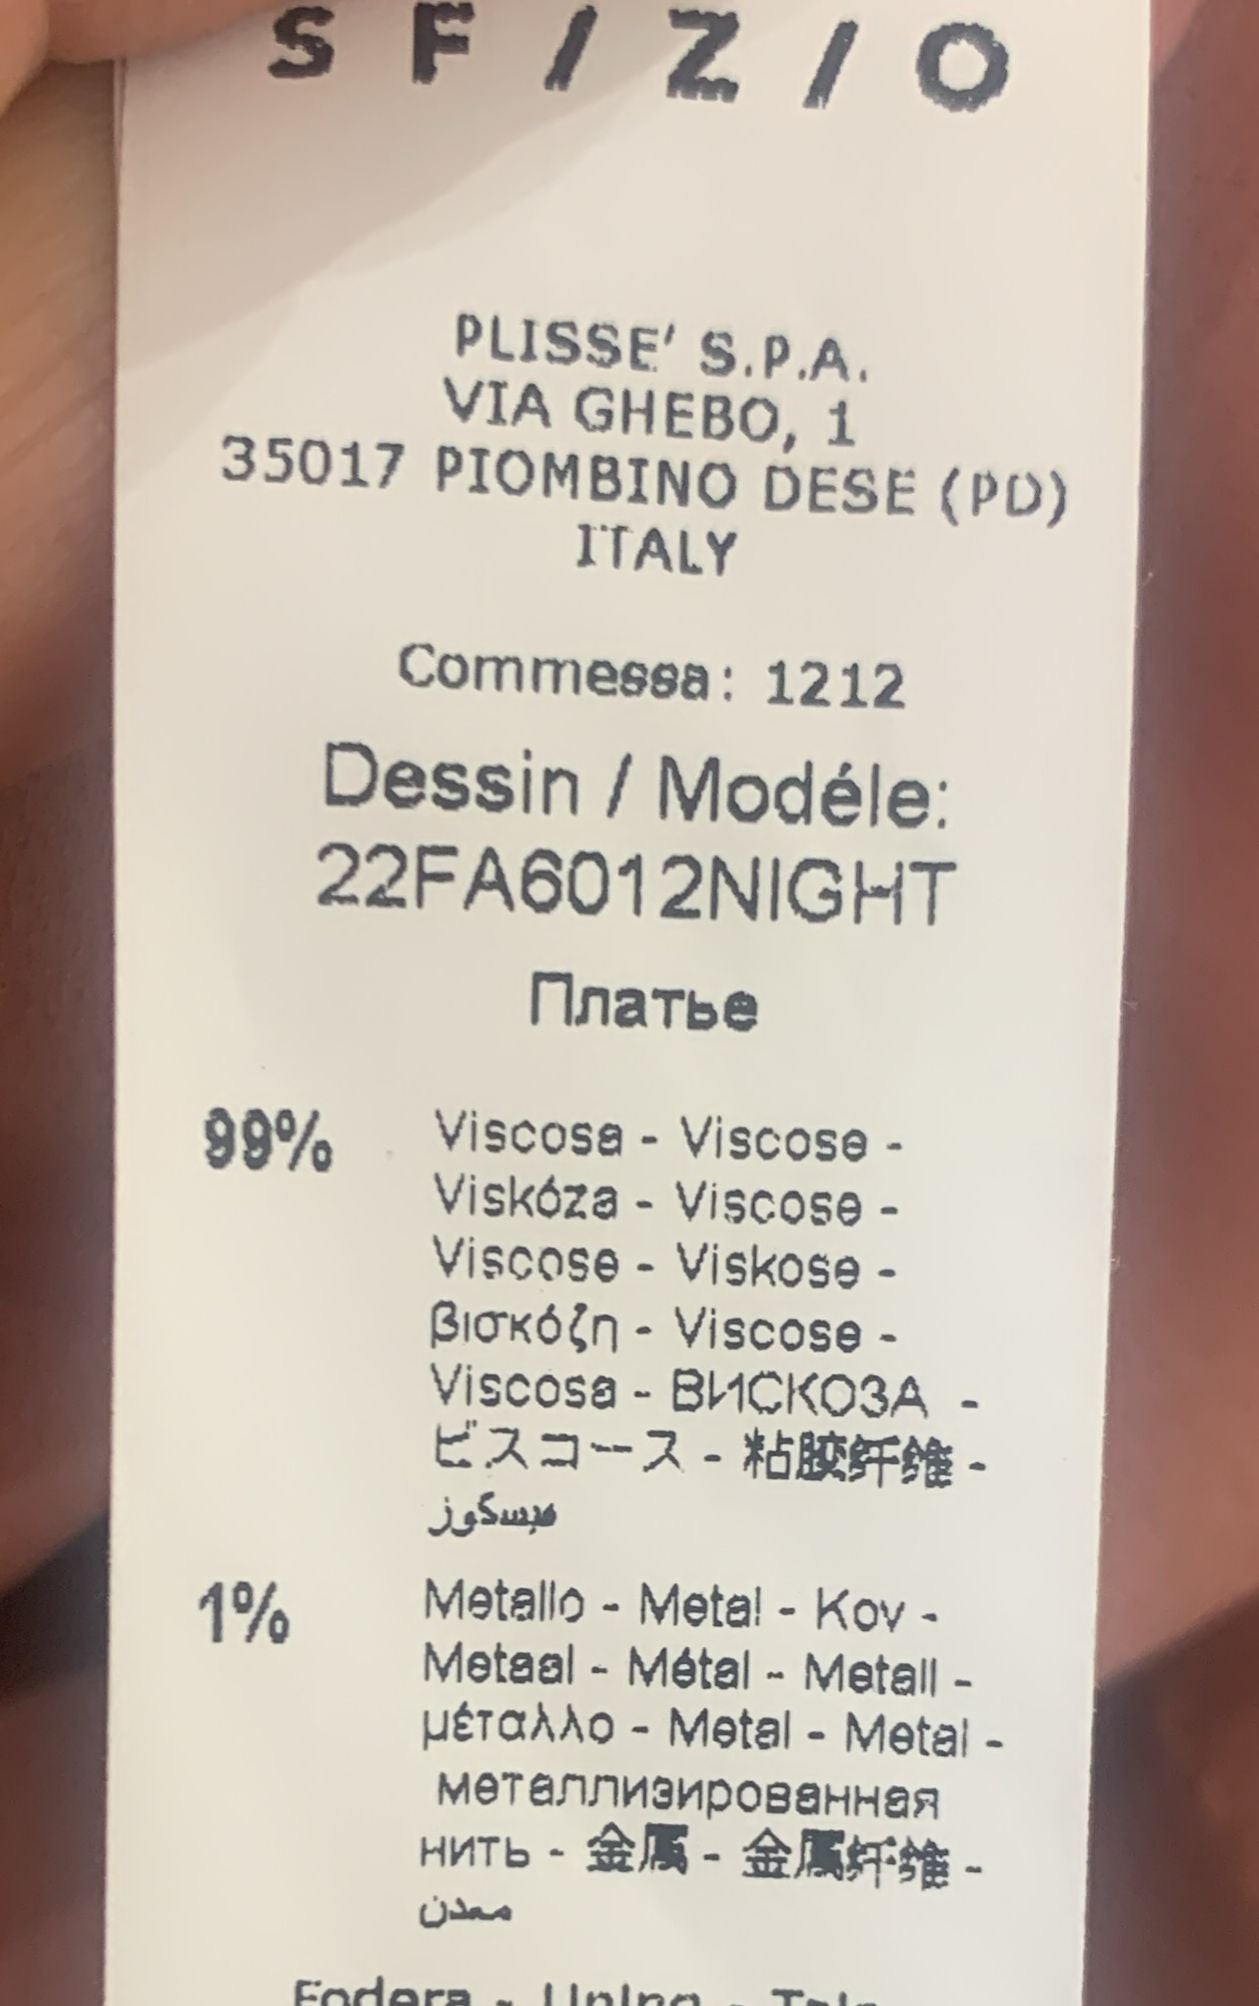 S F / Z / O
PLISSE' S.P.A.
VIA GHEBO, 1
35017 PIOMBINO DESE (PD)
ITALY
Commessa: 1212
Dessin / Modéle:
22FA6012NIGHT
Платье
99% Viscosa - Viscose -
Viskóza - Viscose -
Viscose - Viskose -
βισκόζη - Viscose -
Viscosa - ВИСКОЗА -
ビスコース - 粘胶纤维 -
فيسكوز
1% Metallo - Metal - Kov -
Metaal - Métal - Metall -
μέταλλο - Metal - Metal -
металлизированная
нить - 金属 - 金属纤维 -
معدن
Fodera -